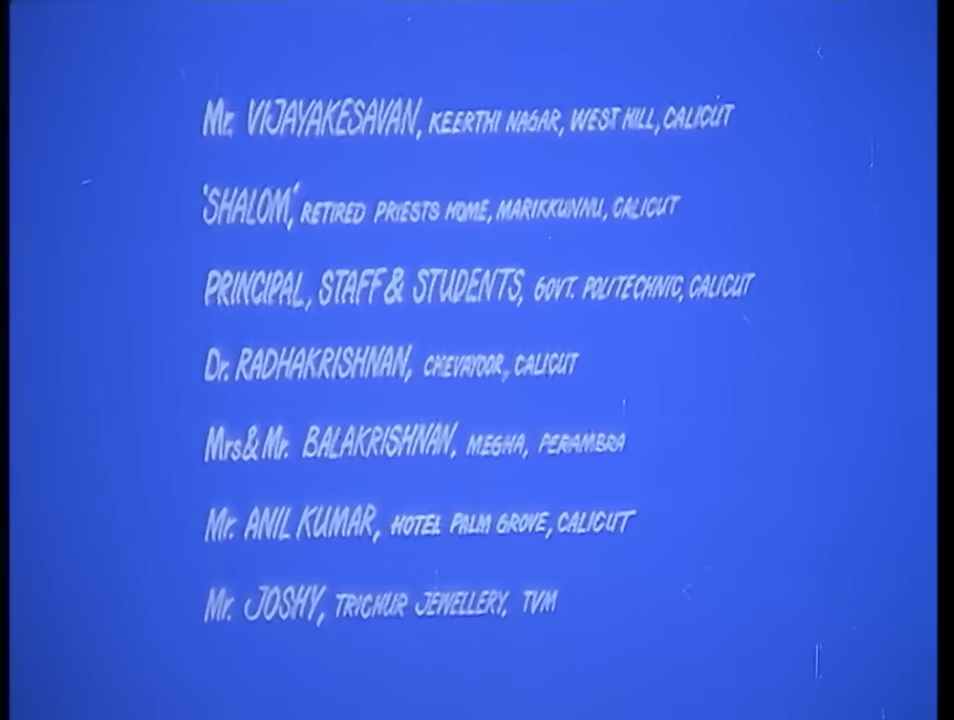 Mr. VIJAYAKESAVAN, KEERTHI NAGAR, WEST HILL, CALICUT
'SHALOM', RETIRED PRIESTS HOME, MARIKKUNNU, CALICUT
PRINCIPAL, STAFF & STUDENTS, GOVT. POLITECHNIC, CALICUT
Dr. RADHAKRISHNAN, CHEVAYOOR, CALICUT
Mrs & Mr. BALAKRISHNAN, MEGHA, PERAMBRA
Mr. ANIL KUMAR, HOTEL PALM GROVE, CALICUT
Mr. JOSHY, TRICHUR JEWELLERY, TVM